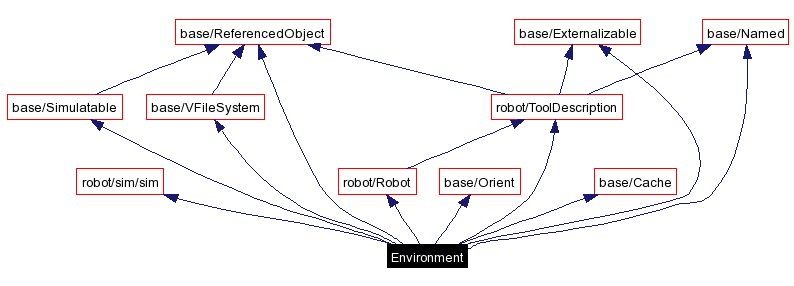 base/ReferencedObject
base/Externalizable
base/Named
base/Simulatable
base/VFileSystem
robot/ToolDescription
robot/sim/sim
robot/Robot
base/Orient
base/Cache
Environment